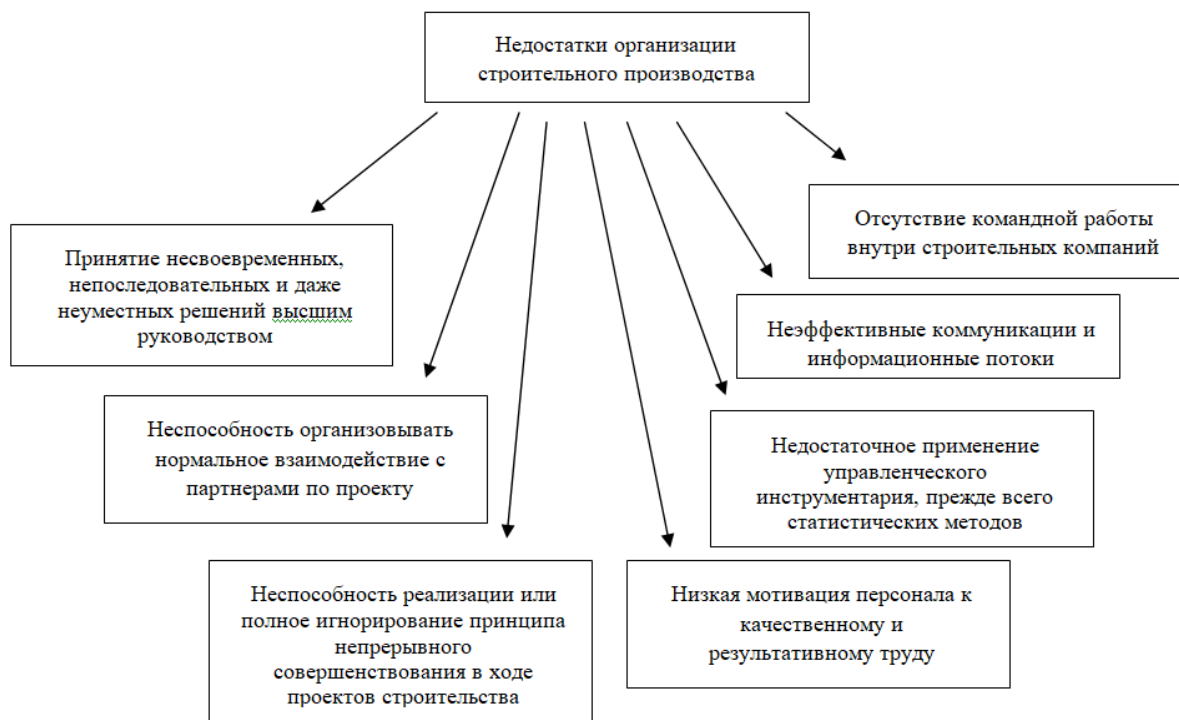 Недостатки организации
строительного производства
Принятие несвоевременных,
непоследовательных и даже
неуместных решений высшим
руководством
Неспособность организовывать
нормальное взаимодействие с
партнерами по проекту
Неспособность реализации или
полное игнорирование принципа
непрерывного
совершенствования в ходе
проектов строительства
Низкая мотивация персонала к
качественному и
результативному труду
Недостаточное применение
управленческого
инструментария, прежде всего
статистических методов
Неэффективные коммуникации и
информационные потоки
Отсутствие командной работы
внутри строительных компаний